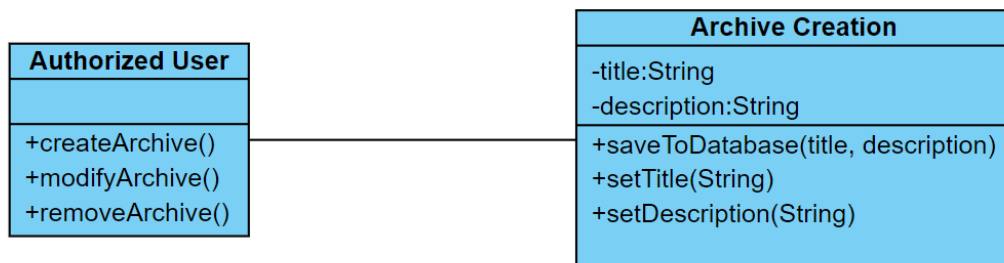 Authorized User
+createArchive()
+modifyArchive()
+removeArchive()
Archive Creation
-title:String
-description:String
+saveToDatabase(title, description)
+setTitle(String)
+setDescription(String)